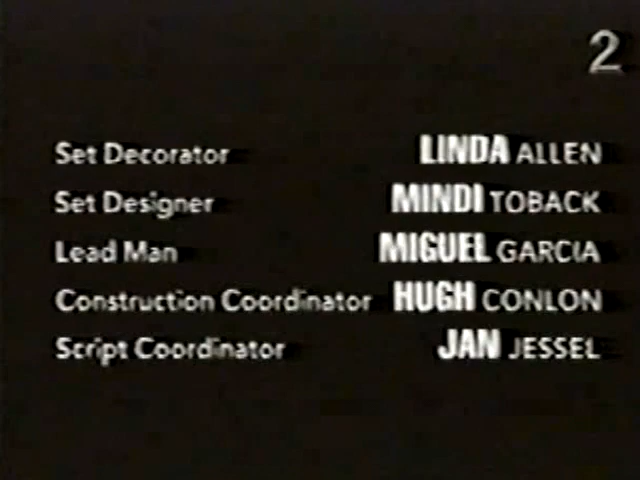 2
Set Decorator LINDA ALLEN
Set Designer MINDI TOBACK
Lead Man MIGUEL GARCIA
Construction Coordinator HUGH CONLON
Script Coordinator JAN JESSEL